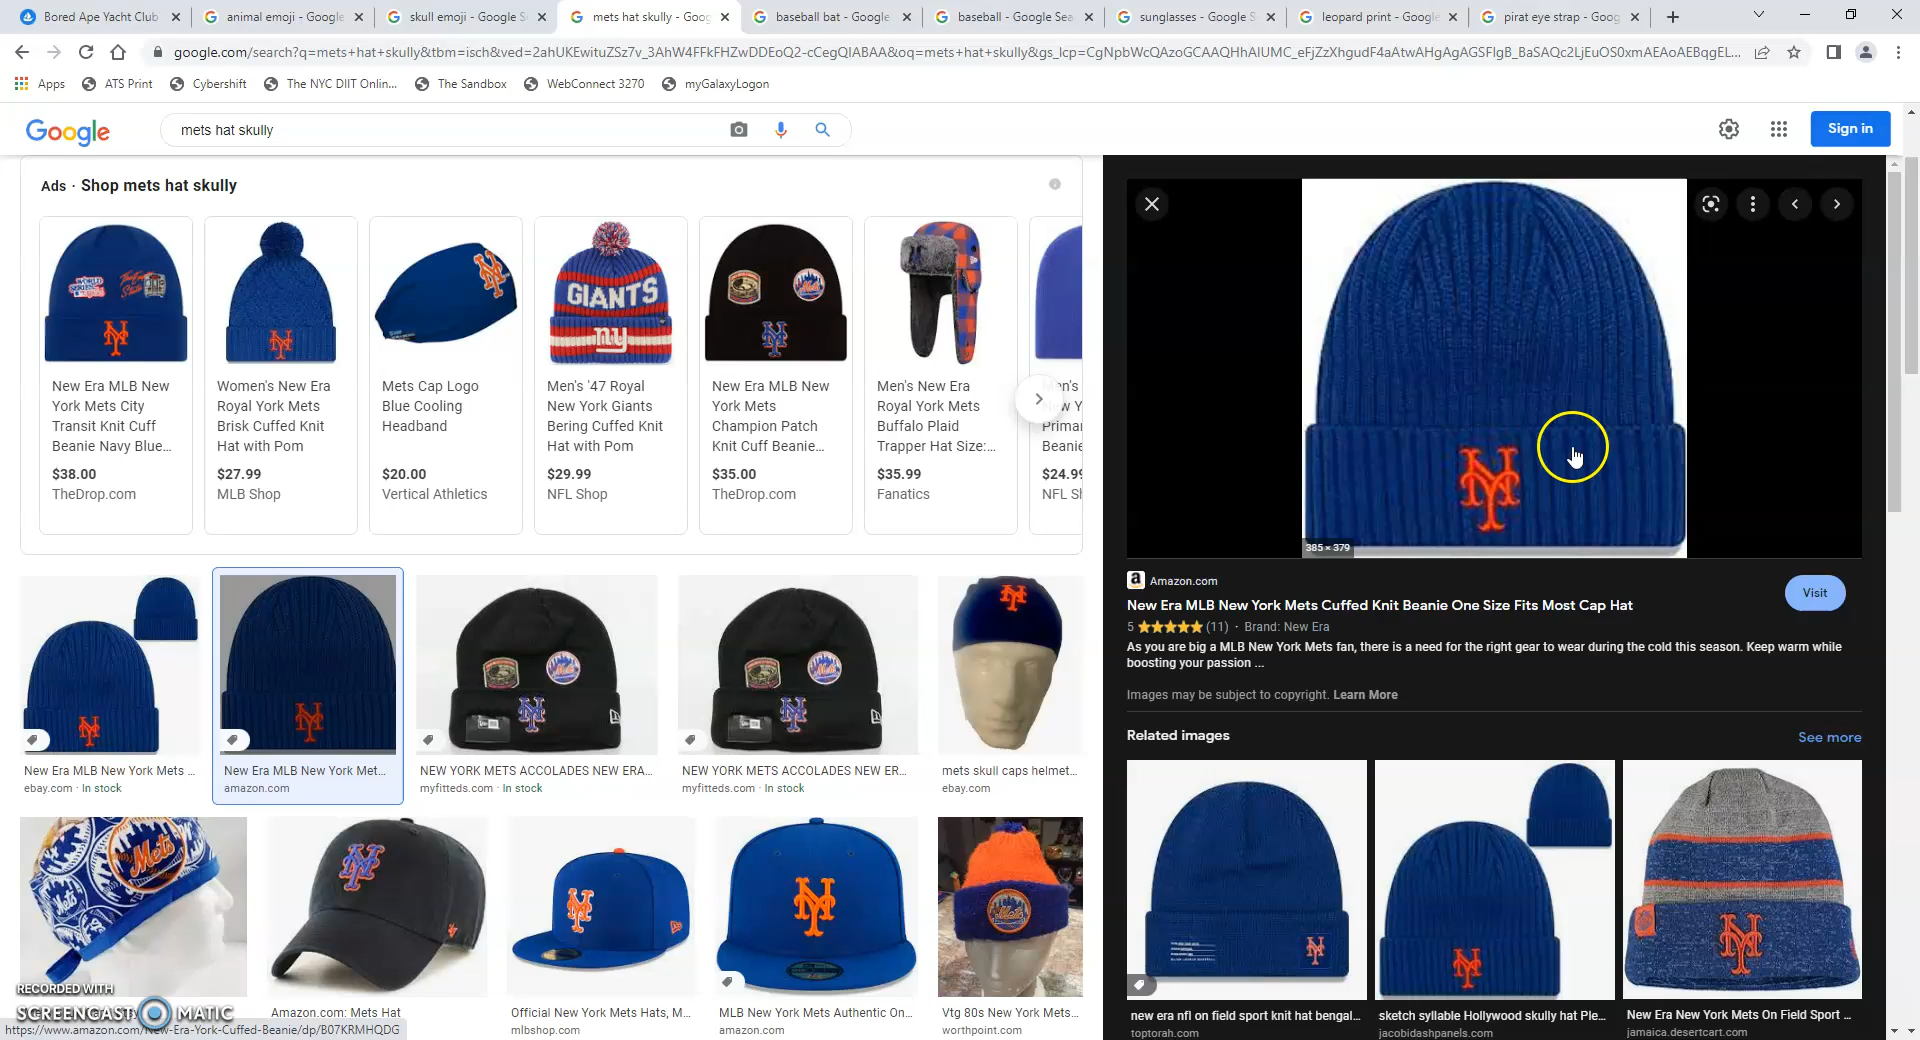 Bored Ape Yacht Club
animal emoji - Google
skull emoji - Google S
mets hat skully - Goog
baseball bat - Google
baseball - Google Sea
sunglasses - Google S
leopard print - Google
pirat eye strap - Goog
google.com/search?q=mets+hat+skully&tbm=isch&ved=2ahUKEwituZSz7v_3AhW4FFkFHZwDDEoQ2-cCegQIABAA&oq=mets+hat+skully&gs_lcp=CgNpbWcQAzoGCAAQHhAIUMC_eFjZzXhgudF4aAtwAHgAgAGSFIgB_BaSAQc2LjEuOS0xmAEAoAEBqgEL...
Apps
ATS Print
Cybershift
The NYC DIIT Onlin...
The Sandbox
WebConnect 3270
myGalaxyLogon
Google
mets hat skully
Sign in
Ads · Shop mets hat skully
GIANTS
ny
New Era MLB New
York Mets City
Transit Knit Cuff
Beanie Navy Blue...
$38.00
TheDrop.com
Women's New Era
Royal York Mets
Brisk Cuffed Knit
Hat with Pom
$27.99
MLB Shop
Mets Cap Logo
Blue Cooling
Headband
$20.00
Vertical Athletics
Men's '47 Royal
New York Giants
Bering Cuffed Knit
Hat with Pom
$29.99
NFL Shop
New Era MLB New
York Mets
Champion Patch
Knit Cuff Beanie...
$35.00
TheDrop.com
Men's New Era
Royal York Mets
Buffalo Plaid
Trapper Hat Size:...
$35.99
Fanatics
Men's
New Y
Primar
Beanie
$24.99
NFL Sh
NY
385 × 379
Amazon.com
New Era MLB New York Mets Cuffed Knit Beanie One Size Fits Most Cap Hat
Visit
5 ★★★★★ (11) · Brand: New Era
As you are big a MLB New York Mets fan, there is a need for the right gear to wear during the cold this season. Keep warm while
boosting your passion ...
Images may be subject to copyright. Learn More
Related images
See more
New Era MLB New York Mets ...
ebay.com · In stock
New Era MLB New York Met...
amazon.com
NEW YORK METS ACCOLADES NEW ERA...
myfitteds.com · In stock
NEW YORK METS ACCOLADES NEW ER...
myfitteds.com · In stock
mets skull caps helmet...
ebay.com
Mets
RECORDED WITH
SCREENCAST MATIC
Amazon.com: Mets Hat
Official New York Mets Hats, M...
mlbshop.com
MLB New York Mets Authentic On...
amazon.com
Vtg 80s New York Mets...
worthpoint.com
new era nfl on field sport knit hat bengal...
toptorah.com
sketch syllable Hollywood skully hat Ple...
jacobidashpanels.com
New Era New York Mets On Field Sport ...
jamaica.desertcart.com
https://www.amazon.com/New-Era-York-Cuffed-Beanie/dp/B07KRMHQDG